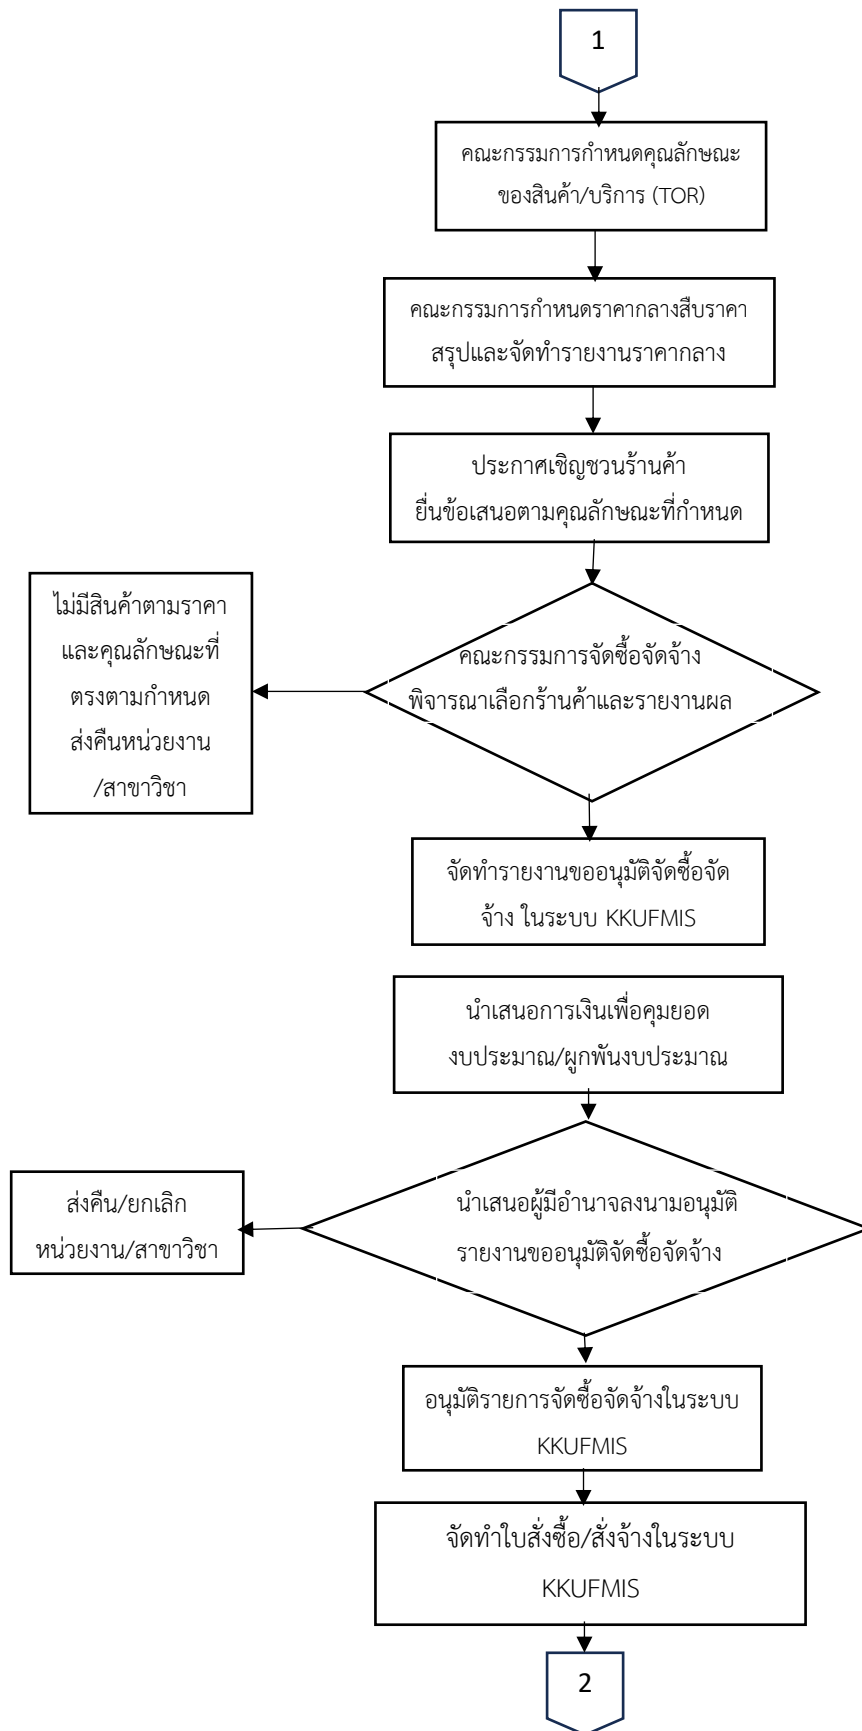 1
คณะกรรมการกำหนดคุณลักษณะ
ของสินค้า/บริการ (TOR)
คณะกรรมการกำหนดราคากลางสืบราคา
สรุปและจัดทำรายงานราคากลาง
ประกาศเชิญชวนร้านค้า
ยื่นข้อเสนอตามคุณลักษณะที่กำหนด
ไม่มีสินค้าตามราคา
และคุณลักษณะที่
ตรงตามกำหนด
ส่งคืนหน่วยงาน
/สาขาวิชา
คณะกรรมการจัดซื้อจัดจ้าง
พิจารณาเลือกร้านค้าและรายงานผล
จัดทำรายงานขออนุมัติจัดซื้อจัด
จ้าง ในระบบ KKUFMIS
นำเสนอการเงินเพื่อคุมยอด
งบประมาณ/ผูกพันงบประมาณ
ส่งคืน/ยกเลิก
หน่วยงาน/สาขาวิชา
นำเสนอผู้มีอำนาจลงนามอนุมัติ
รายงานขออนุมัติจัดซื้อจัดจ้าง
อนุมัติรายการจัดซื้อจัดจ้างในระบบ
KKUFMIS
จัดทำใบสั่งซื้อ/สั่งจ้างในระบบ
KKUFMIS
2